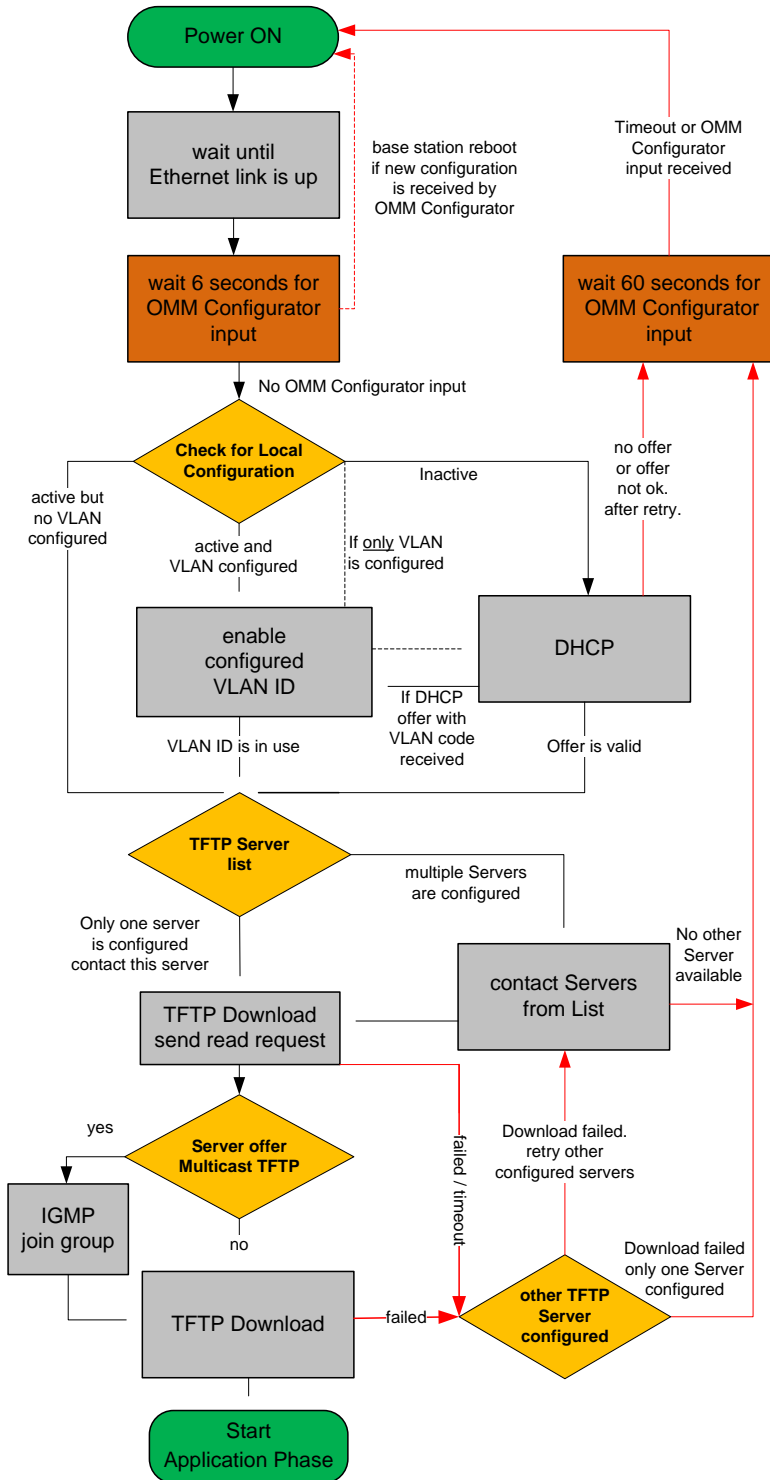 Power ON
wait until
Ethernet link is up
base station reboot
if new configuration
is received by
OMM Configurator
Timeout or OMM
Configurator
input received
wait 6 seconds for
OMM Configurator
input
wait 60 seconds for
OMM Configurator
input
No OMM Configurator input
Check for Local
Configuration
Inactive
no offer
or offer
not ok.
after retry.
active but
no VLAN
configured
active and
VLAN configured
If only VLAN
is configured
enable
configured
VLAN ID
DHCP
If DHCP
offer with
VLAN code
received
VLAN ID is in use
Offer is valid
TFTP Server
list
multiple Servers
are configured
Only one server
is configured
contact this server
No other
Server
available
contact Servers
from List
TFTP Download
send read request
yes
Server offer
Multicast TFTP
failed / timeout
Download failed.
retry other
configured servers
IGMP
join group
no
Download failed
only one Server
configured
TFTP Download
failed
other TFTP
Server
configured
Start
Application Phase